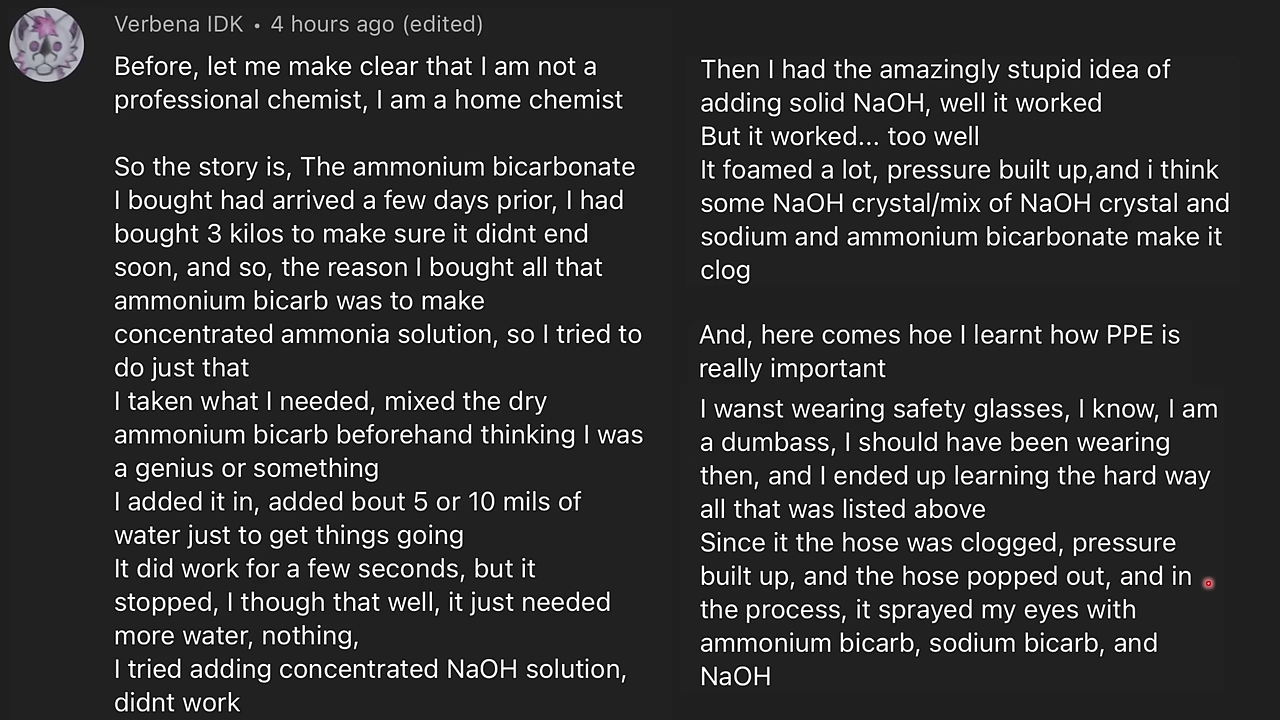 Verbena IDK • 4 hours ago (edited)
Before, let me make clear that I am not a
professional chemist, I am a home chemist
So the story is, The ammonium bicarbonate
I bought had arrived a few days prior, I had
bought 3 kilos to make sure it didnt end
soon, and so, the reason I bought all that
ammonium bicarb was to make
concentrated ammonia solution, so I tried to
do just that
I taken what I needed, mixed the dry
ammonium bicarb beforehand thinking I was
a genius or something
I added it in, added bout 5 or 10 mils of
water just to get things going
It did work for a few seconds, but it
stopped, I though that well, it just needed
more water, nothing,
I tried adding concentrated NaOH solution,
didnt work
Then I had the amazingly stupid idea of
adding solid NaOH, well it worked
But it worked... too well
It foamed a lot, pressure built up,and i think
some NaOH crystal/mix of NaOH crystal and
sodium and ammonium bicarbonate make it
clog
And, here comes hoe I learnt how PPE is
really important
I wanst wearing safety glasses, I know, I am
a dumbass, I should have been wearing
then, and I ended up learning the hard way
all that was listed above
Since it the hose was clogged, pressure
built up, and the hose popped out, and in
the process, it sprayed my eyes with
ammonium bicarb, sodium bicarb, and
NaOH